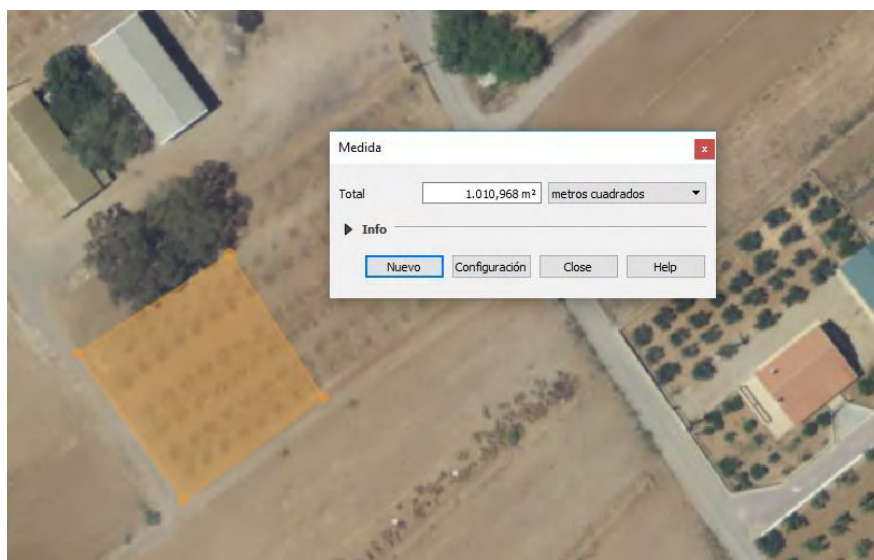 Medida
x
Total 1.010,968 m² metros cuadrados
Info
Nuevo Configuración Close Help